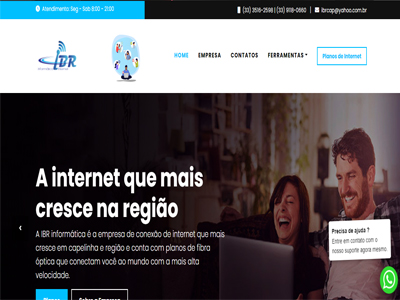 Atendimento: Seg - Sáb 8:00 - 21:00
(33) 3516-2598 | (33) 9118-0660 | ibrcap@yahoo.com.br
IBR
HOME EMPRESA CONTATOS FERRAMENTAS Planos de Internet
A internet que mais
cresce na região
A IBR informática é a empresa de conexão de internet que mais
cresce em capelinha e região e conta com planos de fibra
óptica que conectam você ao mundo com a mais alta
velocidade.
Precisa de ajuda ?
Entre em contato com o
nosso suporte agora mesmo.
Planos
Sobre a Empresa